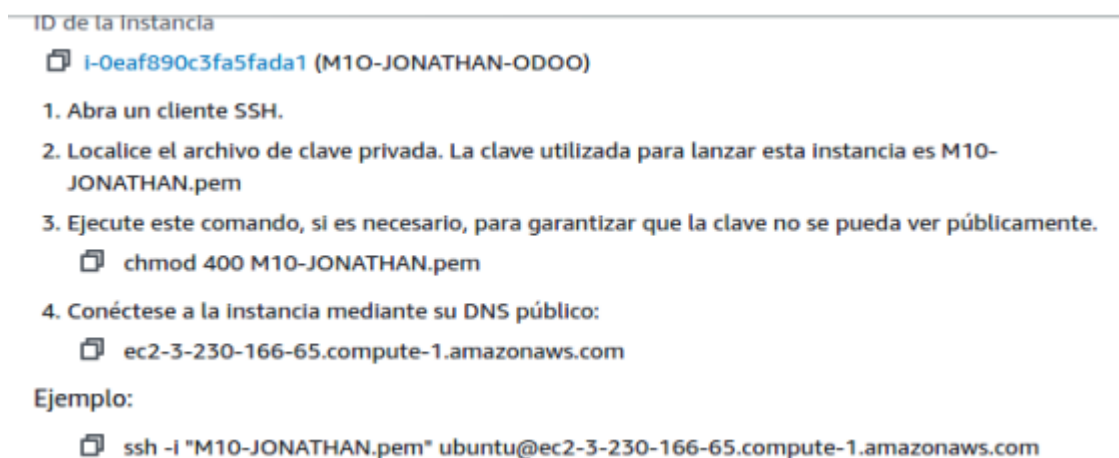 ID de la Instancia
i-0eaf890c3fa5fada1 (M1O-JONATHAN-ODOO)
1. Abra un cliente SSH.
2. Localice el archivo de clave privada. La clave utilizada para lanzar esta instancia es M10-
JONATHAN.pem
3. Ejecute este comando, si es necesario, para garantizar que la clave no se pueda ver públicamente.
chmod 400 M10-JONATHAN.pem
4. Conéctese a la instancia mediante su DNS público:
ec2-3-230-166-65.compute-1.amazonaws.com
Ejemplo:
ssh -i "M10-JONATHAN.pem" ubuntu@ec2-3-230-166-65.compute-1.amazonaws.com